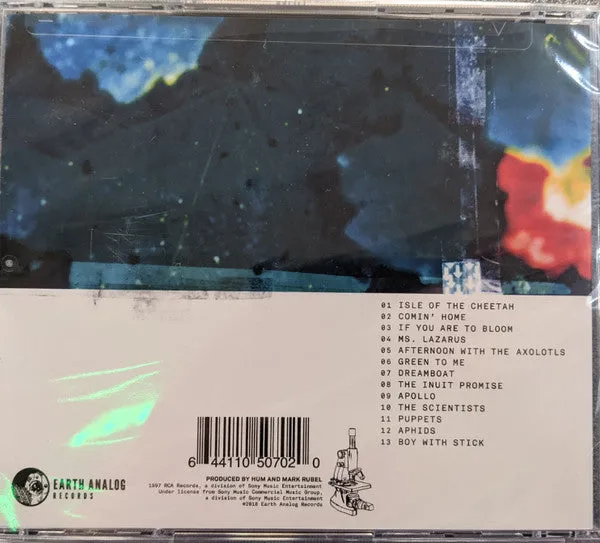 01 ISLE OF THE CHEETAH
02 COMIN' HOME
03 IF YOU ARE TO BLOOM
04 MS. LAZARUS
05 AFTERNOON WITH THE AXOLOTLS
06 GREEN TO ME
07 DREAMBOAT
08 THE INUIT PROMISE
09 APOLLO
10 THE SCIENTISTS
11 PUPPETS
12 APHIDS
13 BOY WITH STICK
6 44110 50702 0
PRODUCED BY HUM AND MARK RUBEL
1997 RCA Records, a division of Sony Music Entertainment
Under license from Sony Music Commercial Music Group,
a division of Sony Music Entertainment
©2018 Earth Analog Records
EARTH ANALOG
RECORDS